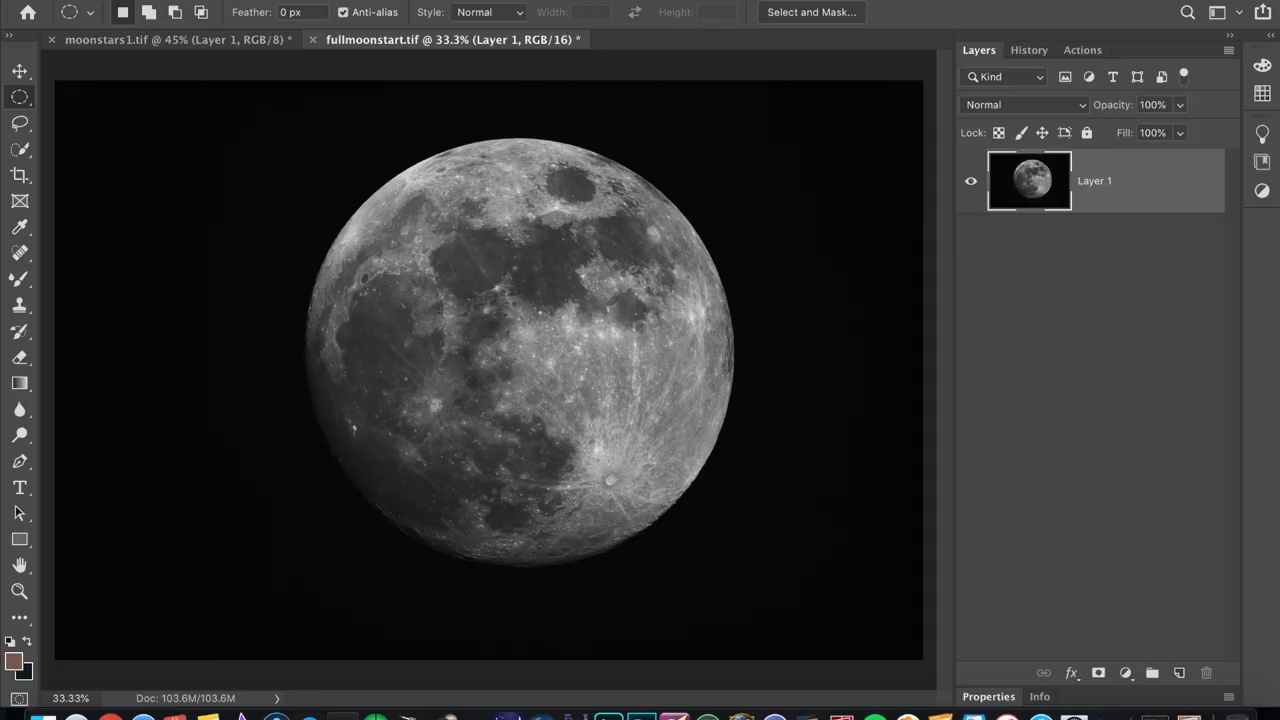 Feather: 0 px Anti-alias Style: Normal Width: Height: Select and Mask...
moonstars1.tif @ 45% (Layer 1, RGB/8) * fullmoonstart.tif @ 33.3% (Layer 1, RGB/16) *
Layers History Actions
Kind
Normal Opacity: 100%
Lock: Fill: 100%
Layer 1
33.33% Doc: 103.6M/103.6M
Properties Info